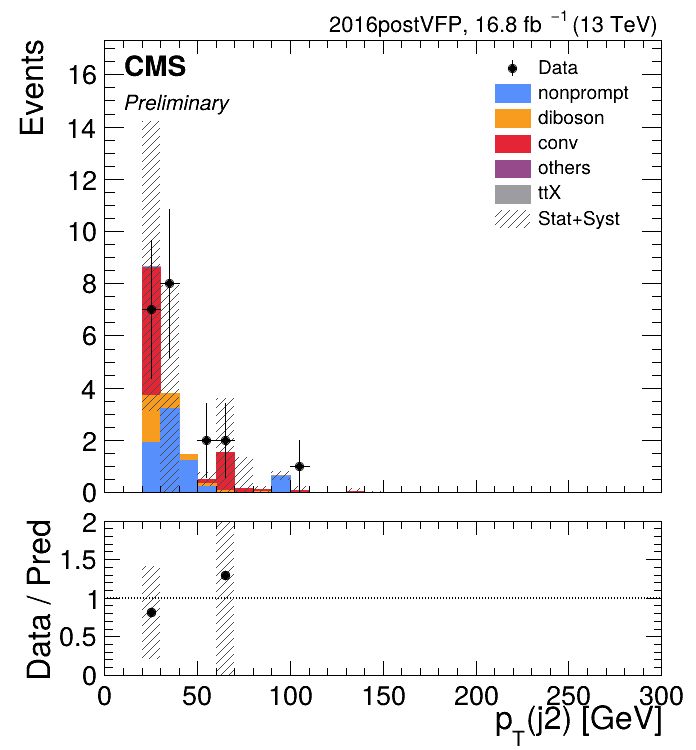 2016postVFP, 16.8 fb⁻¹ (13 TeV)
CMS
Preliminary
Events
16
14
12
10
8
6
4
2
0
Data
nonprompt
diboson
conv
others
ttX
Stat+Syst
Data / Pred
2
1.5
1
0.5
0
0 50 100 150 200 250 300
p_T(j2) [GeV]